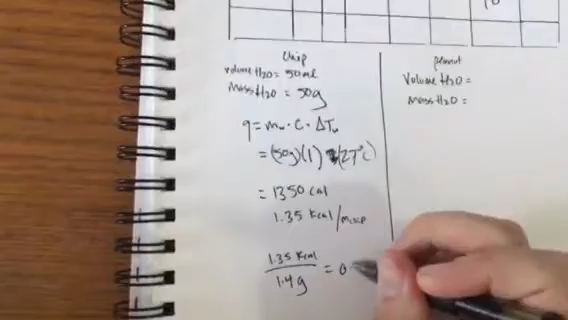 Chip
volume H2O = 50ml
mass H2O = 50g
q = mw · C · ΔTw
= (50g)(1) (27°C)
= 1350 cal
1.35 Kcal/
1.35 Kcal
1.4g
= 0
peanut
Volume H2O =
mass H2O =